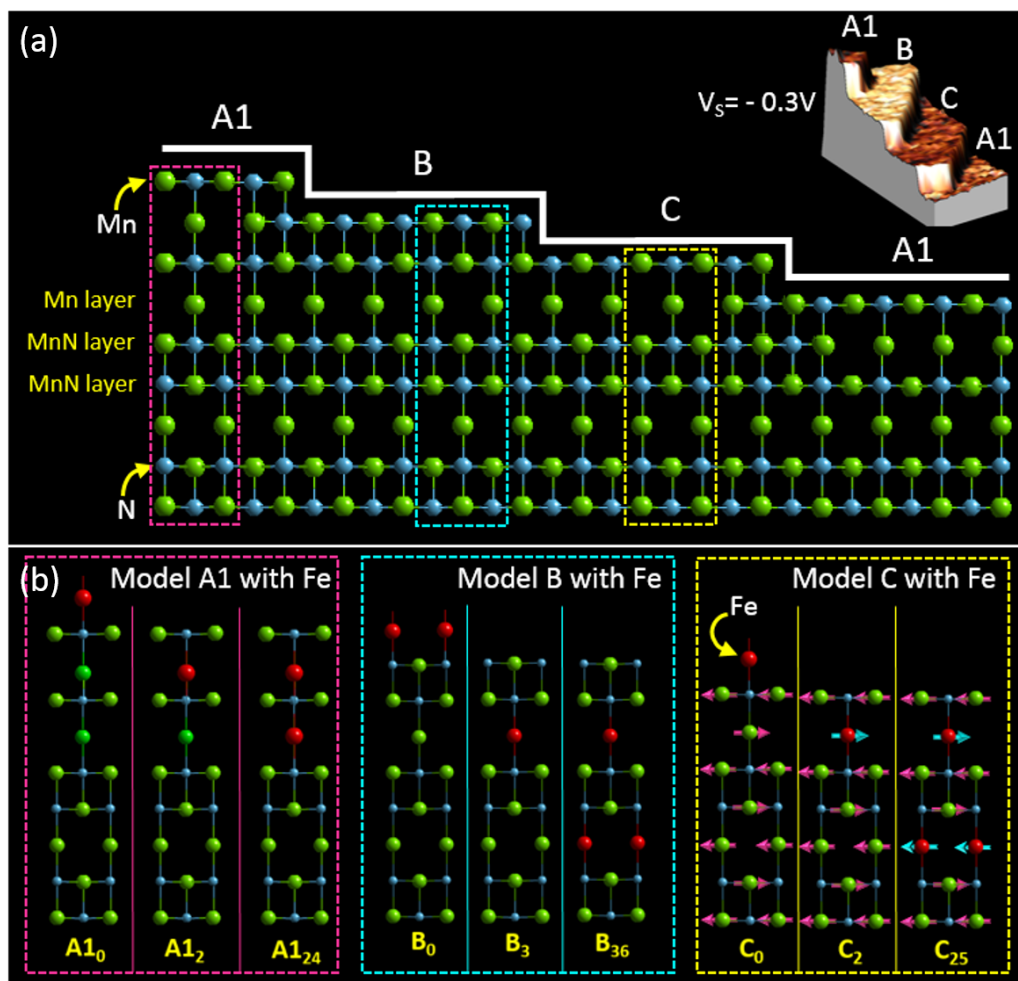 (a)
A1
B
C
A1
Vₛ= - 0.3V
A1
B
C
A1
Mn
Mn layer
MnN layer
MnN layer
N
(b)
Model A1 with Fe
Model B with Fe
Model C with Fe
Fe
A1₀
A1₂
A1₂₄
B₀
B₃
B₃₆
C₀
C₂
C₂₅